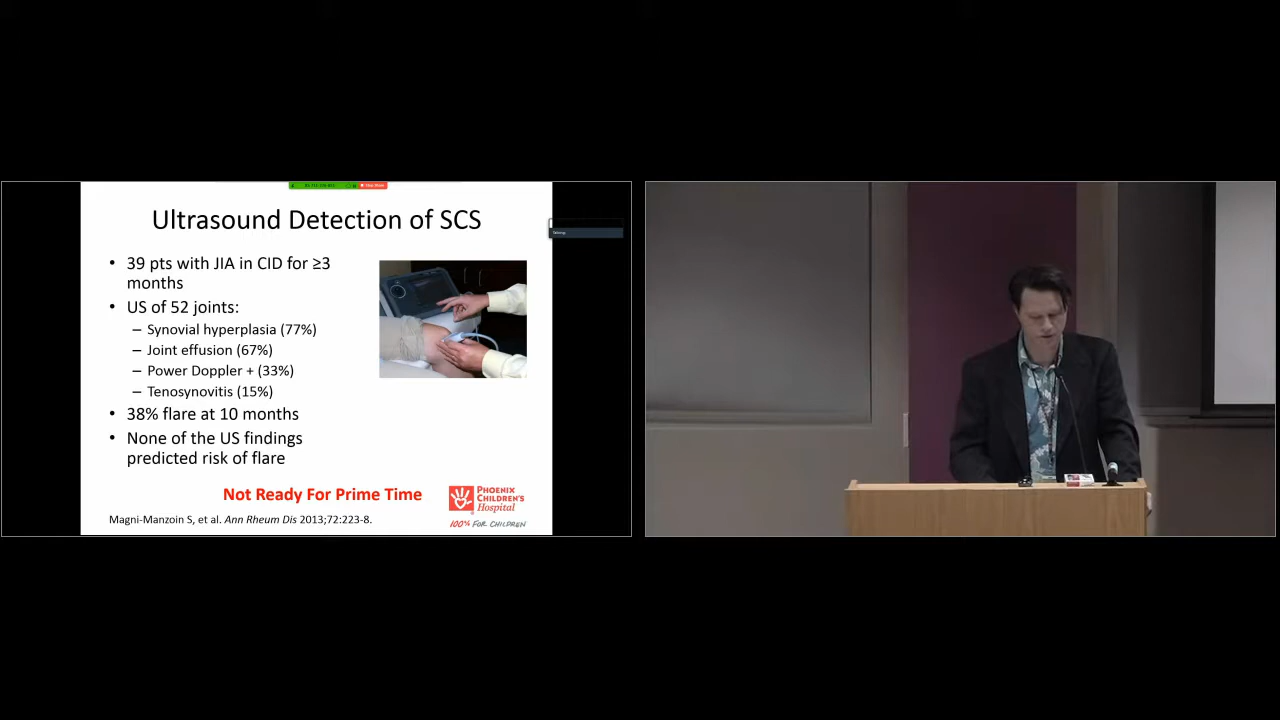 Ultrasound Detection of SCS
• 39 pts with JIA in CID for ≥3
months
• US of 52 joints:
– Synovial hyperplasia (77%)
– Joint effusion (67%)
– Power Doppler + (33%)
– Tenosynovitis (15%)
• 38% flare at 10 months
• None of the US findings
predicted risk of flare
Not Ready For Prime Time
Magni-Manzoin S, et al. Ann Rheum Dis 2013;72:223-8.
PHOENIX
CHILDREN'S
Hospital
100% FOR CHILDREN